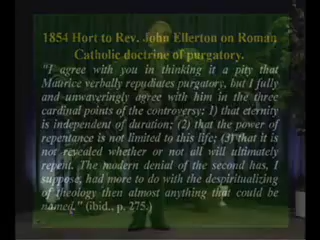 1854 Hort to Rev. John Ellerton on Roman
Catholic doctrine of purgatory.
"I agree with you in thinking it a pity that
Maurice verbally repudiates purgatory, but I fully
and unwaveringly agree with him in the three
cardinal points of the controversy: 1) that eternity
is independent of duration; (2) that the power of
repentance is not limited to this life; (3) that it is
not revealed whether or not all will ultimately
repent. The modern denial of the second has, I
suppose, had more to do with the despiritualizing
of theology then almost anything that could be
named." (ibid., p, 275.)